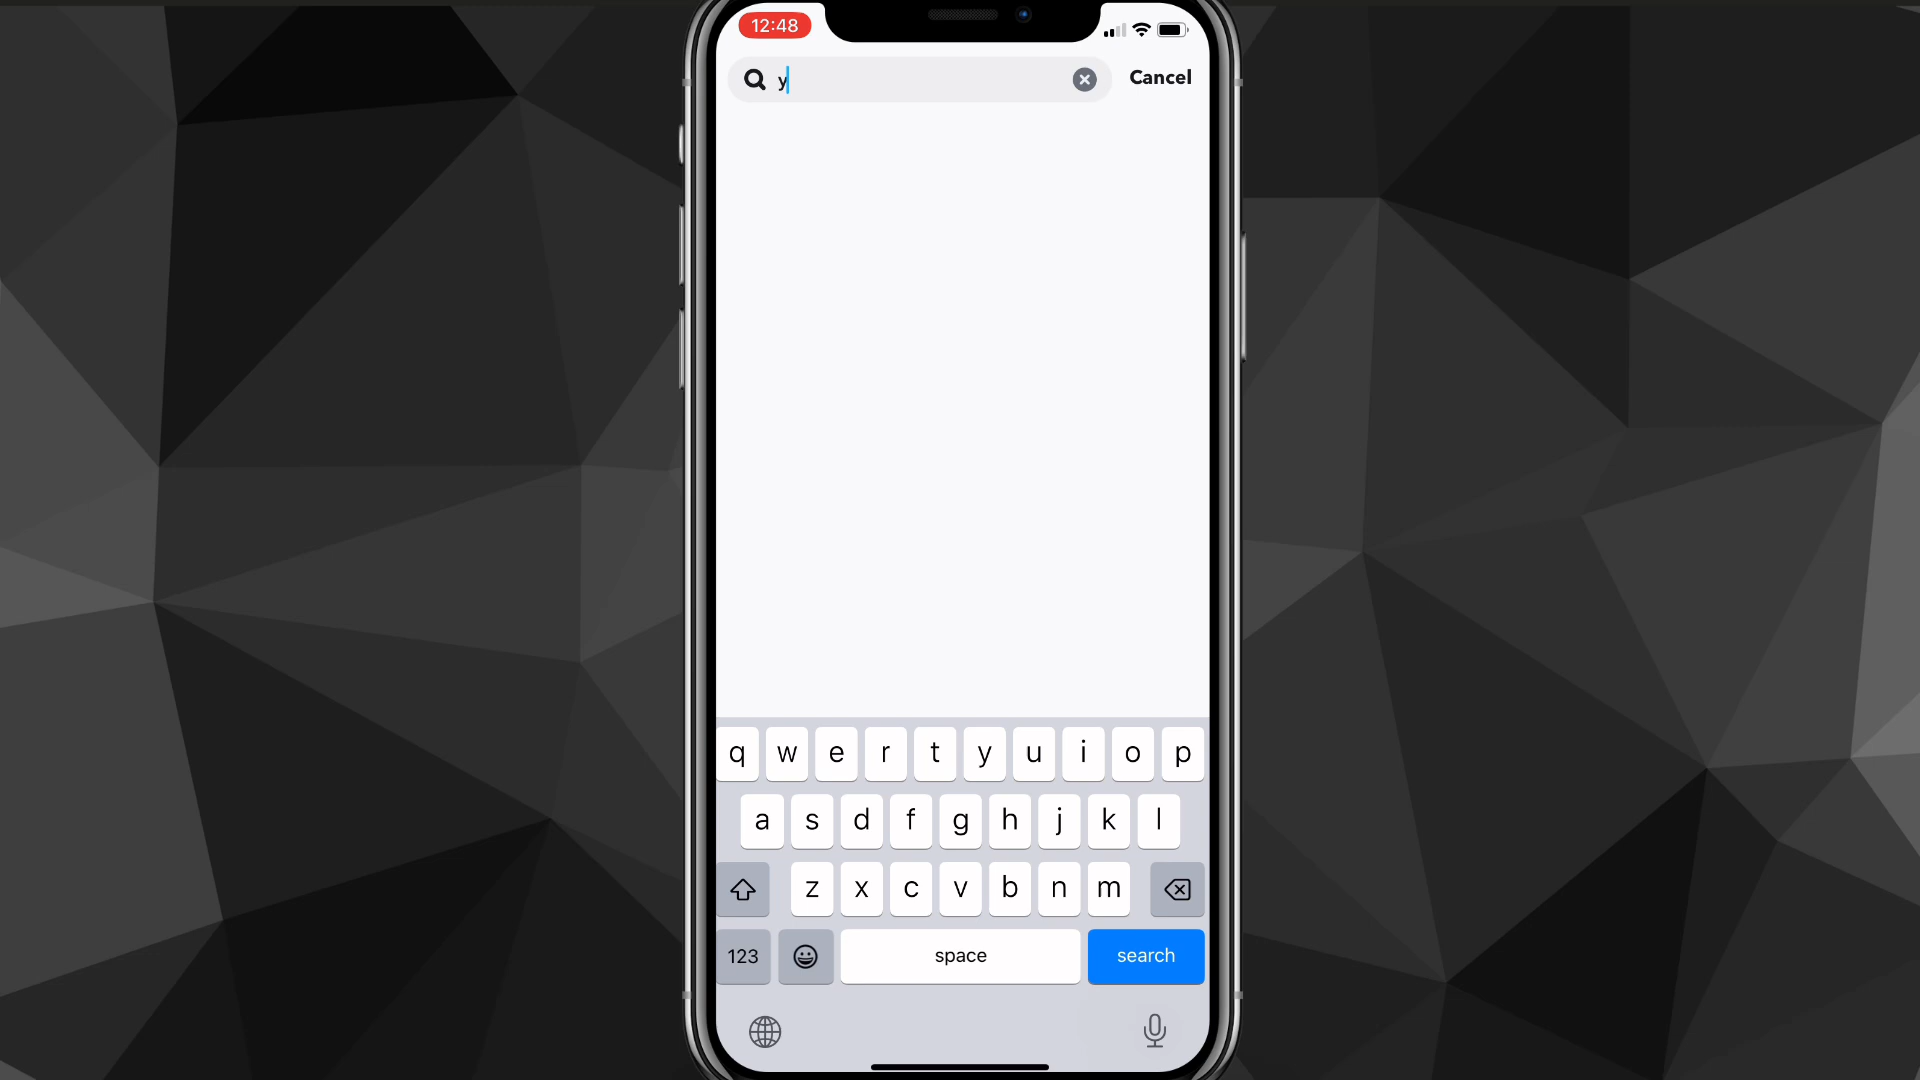 12:48
y Cancel
q w e r t y u i o p
a s d f g h j k l
z x c v b n m
123 space search